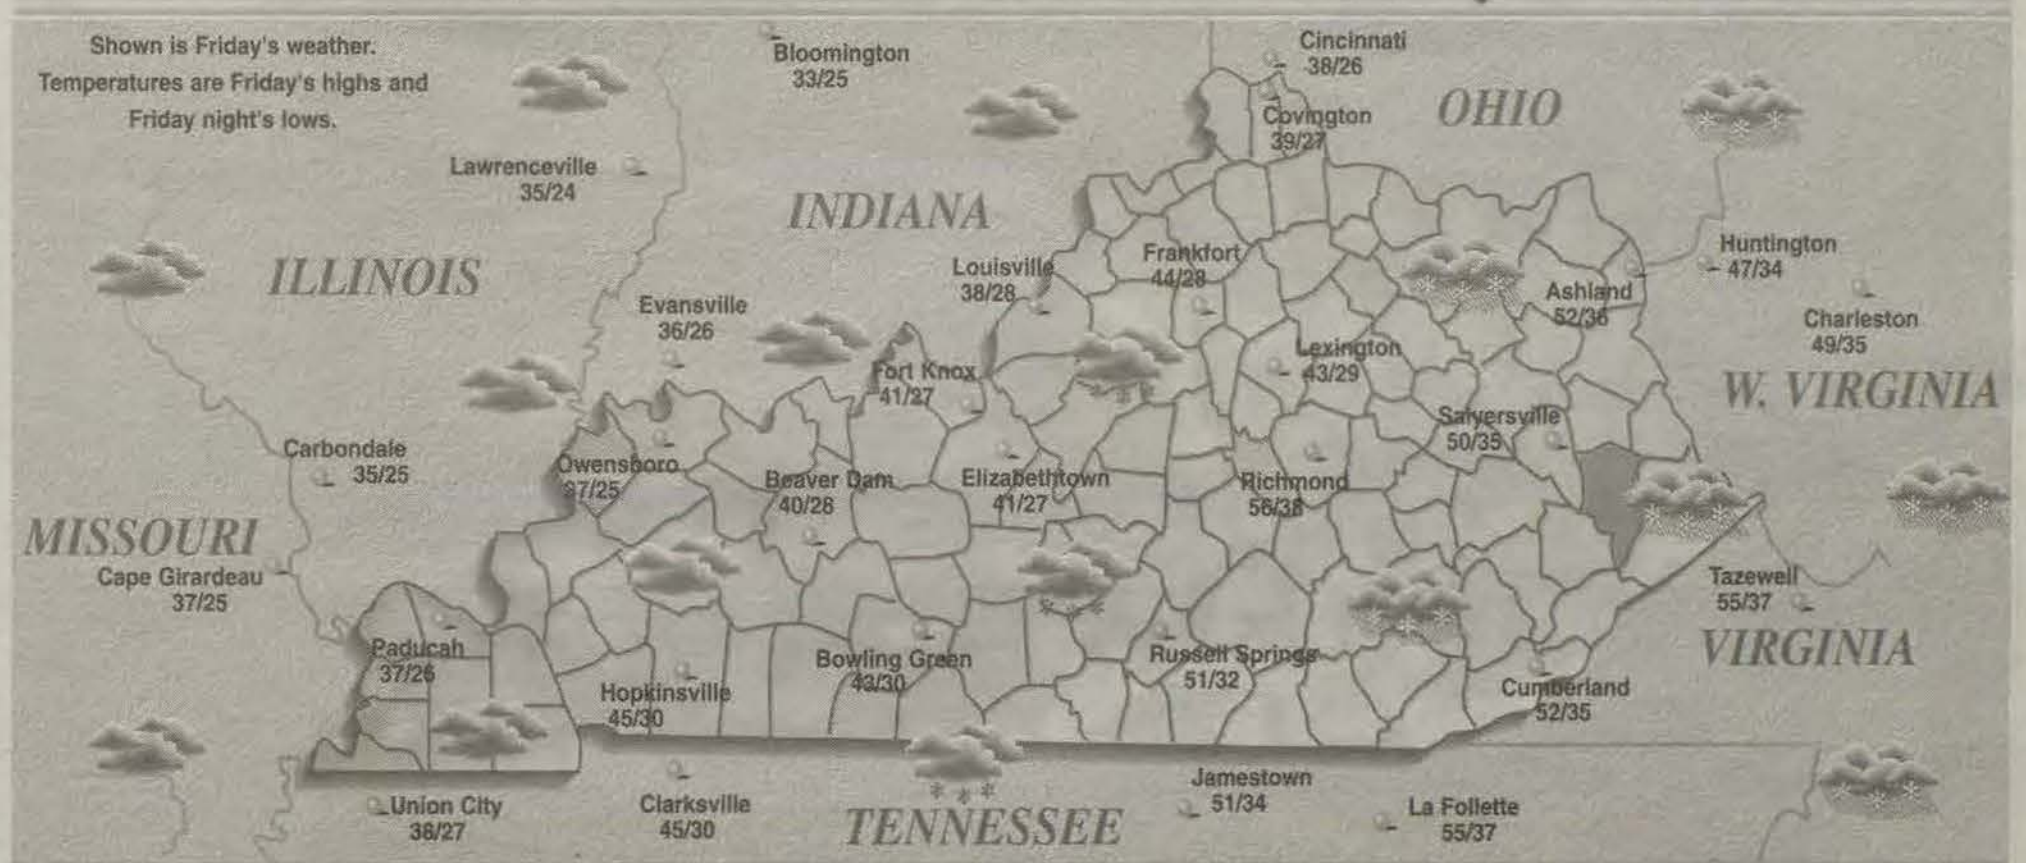 Shown is Friday's weather.
Temperatures are Friday's highs and
Friday night's lows.
Bloomington
33/25
Cincinnati
38/26
Covington
39/27
OHIO
Lawrenceville
35/24
INDIANA
ILLINOIS
Evansville
36/26
Louisville
38/28
Frankfort
44/28
Huntington
47/34
Ashland
52/36
Charleston
49/35
Lexington
43/29
Fort Knox
41/27
W. VIRGINIA
Salyersville
50/35
Carbondale
35/25
Owensboro
37/25
Beaver Dam
40/28
Elizabethtown
41/27
Richmond
56/38
MISSOURI
Cape Girardeau
37/25
Tazewell
55/37
VIRGINIA
Paducah
37/26
Bowling Green
43/30
Russell Springs
51/32
Hopkinsville
45/30
Cumberland
52/35
Union City
38/27
Clarksville
45/30
TENNESSEE
Jamestown
51/34
La Follette
55/37